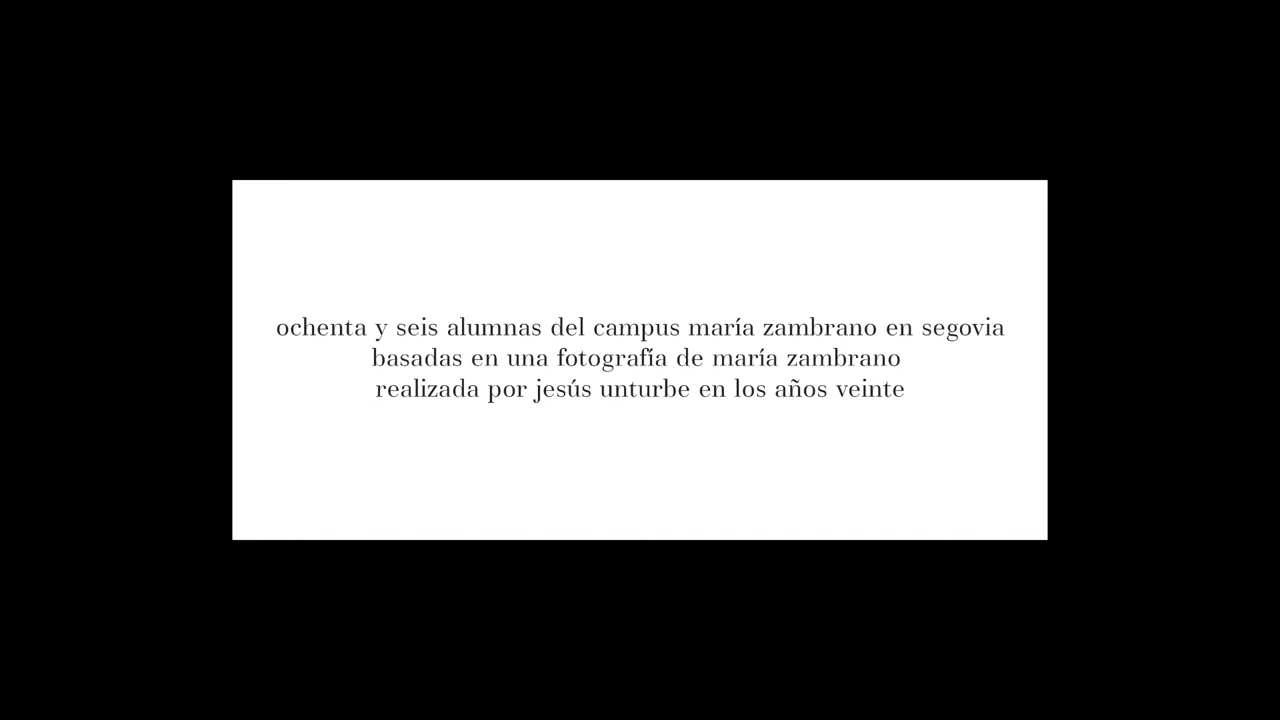 ochenta y seis alumnas del campus maría zambrano en segovia
basadas en una fotografía de maría zambrano
realizada por jesús unturbe en los años veinte